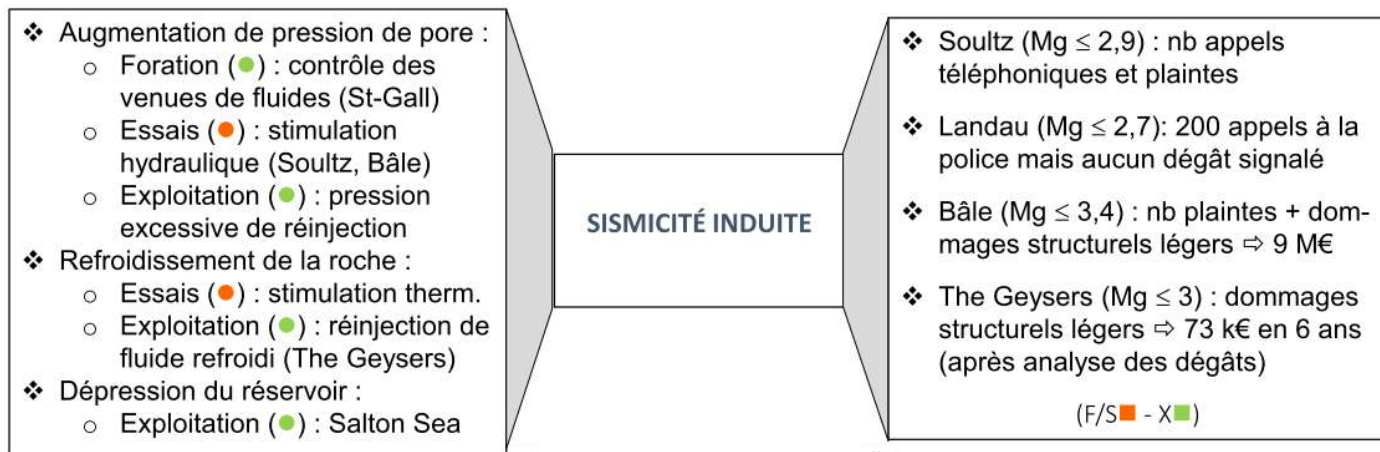 ❖ Augmentation de pression de pore :
o Foration (●) : contrôle des
venues de fluides (St-Gall)
o Essais (●) : stimulation
hydraulique (Soultz, Bâle)
o Exploitation (●) : pression
excessive de réinjection
❖ Refroidissement de la roche :
o Essais (●) : stimulation therm.
o Exploitation (●) : réinjection de
fluide refroidi (The Geysers)
❖ Dépression du réservoir :
o Exploitation (●) : Salton Sea
SISMICITÉ INDUITE
❖ Soultz (Mg ≤ 2,9) : nb appels
téléphoniques et plaintes
❖ Landau (Mg ≤ 2,7): 200 appels à la
police mais aucun dégât signalé
❖ Bâle (Mg ≤ 3,4) : nb plaintes + dom-
mages structurels légers ⇨ 9 M€
❖ The Geysers (Mg ≤ 3) : dommages
structurels légers ⇨ 73 k€ en 6 ans
(après analyse des dégâts)
(F/S■ - X■)